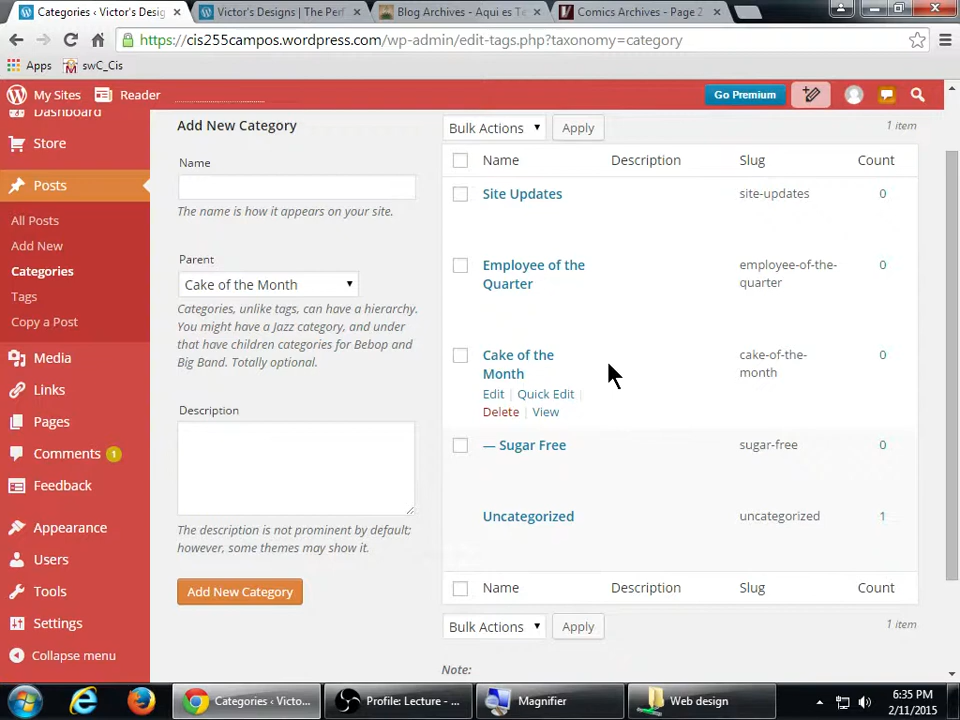 Categories ‹ Victor's Desig
Victor's Designs | The Perf
Blog Archives - Aqui es Te
Comics Archives - Page 2
https://cis255campos.wordpress.com/wp-admin/edit-tags.php?taxonomy=category
Apps
swC_Cis
My Sites
Reader
Go Premium
Dashboard
Store
Posts
All Posts
Add New
Categories
Tags
Copy a Post
Media
Links
Pages
Comments 1
Feedback
Appearance
Users
Tools
Settings
Collapse menu
Add New Category
Name
The name is how it appears on your site.
Parent
Cake of the Month
Categories, unlike tags, can have a hierarchy.
You might have a Jazz category, and under
that have children categories for Bebop and
Big Band. Totally optional.
Description
The description is not prominent by default;
however, some themes may show it.
Add New Category
Bulk Actions Apply 1 item
Name Description Slug Count
Site Updates site-updates 0
Employee of the employee-of-the- 0
Quarter quarter
Cake of the cake-of-the- 0
Month month
Edit | Quick Edit |
Delete | View
— Sugar Free sugar-free 0
Uncategorized uncategorized 1
Name Description Slug Count
Bulk Actions Apply 1 item
Note:
Categories ‹ Victo...
Profile: Lecture - ...
Magnifier
Web design
6:35 PM
2/11/2015